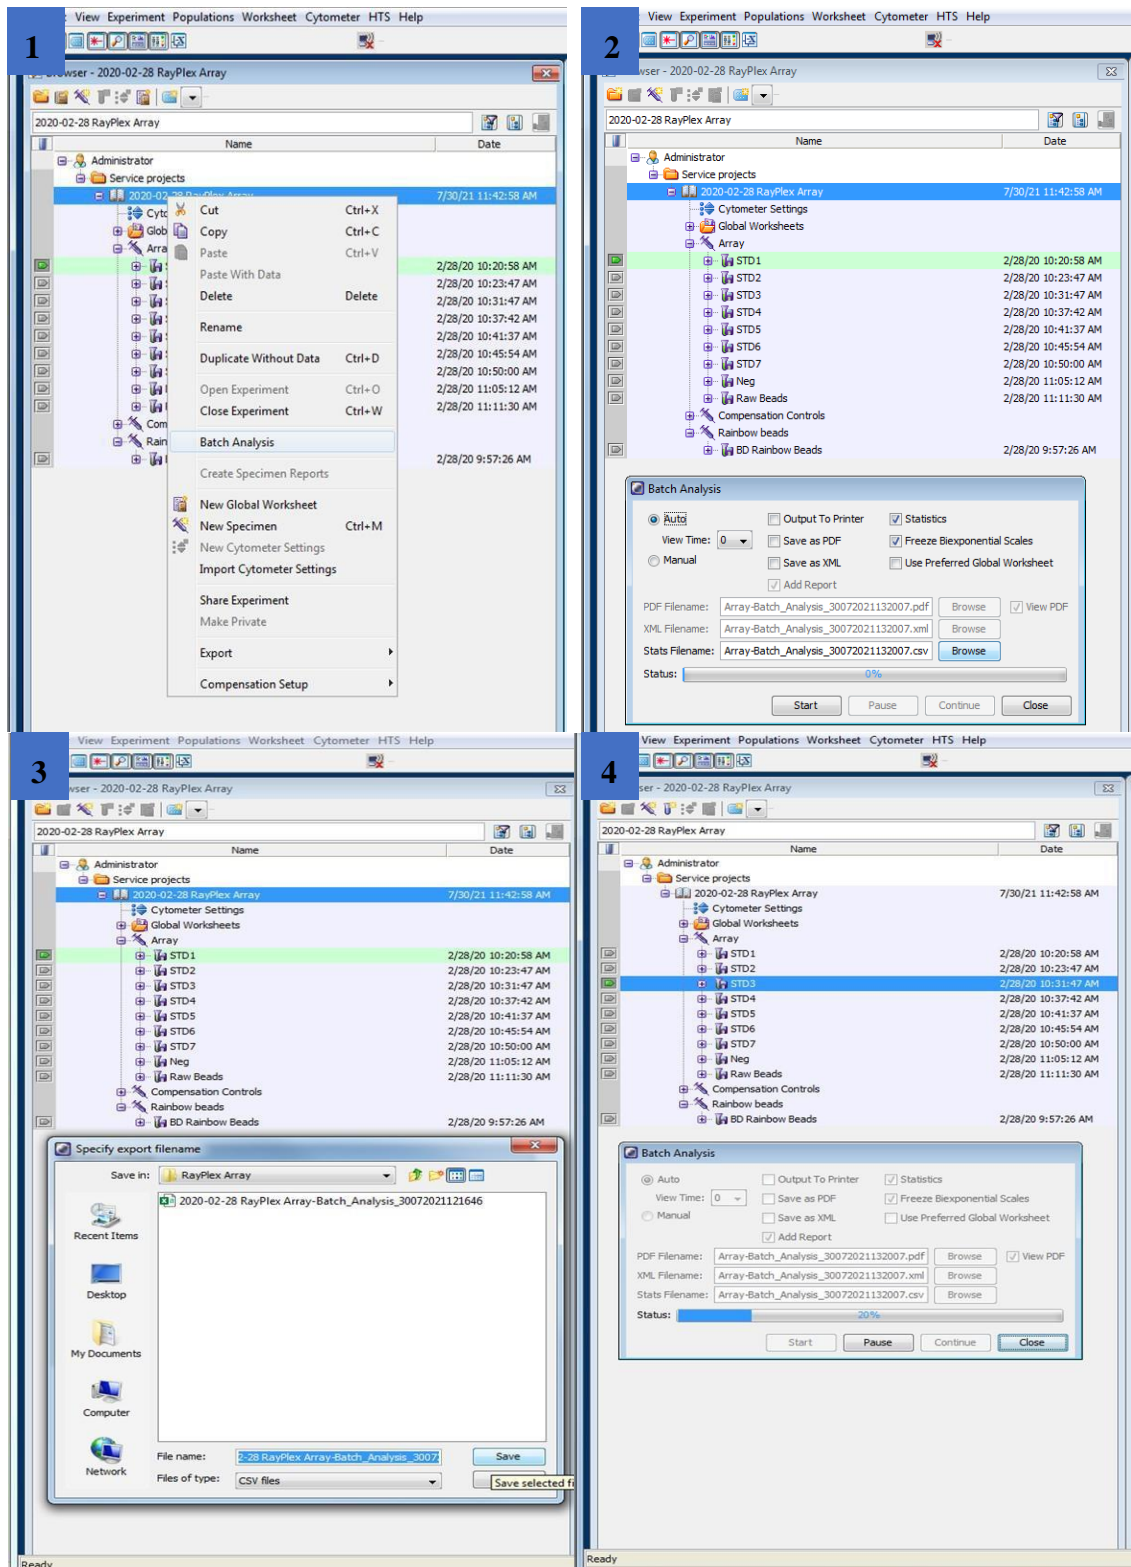 1
View Experiment Populations Worksheet Cytometer HTS Help
Browser - 2020-02-28 RayPlex Array
2020-02-28 RayPlex Array
Name Date
Administrator
Service projects
2020-02-28 RayPlex Array 7/30/21 11:42:58 AM
Cut Ctrl+X
Copy Ctrl+C
Paste Ctrl+V
Paste With Data
Delete Delete
Rename
Duplicate Without Data Ctrl+D
Open Experiment Ctrl+O
Close Experiment Ctrl+W
Batch Analysis
Create Specimen Reports
New Global Worksheet
New Specimen Ctrl+M
New Cytometer Settings
Import Cytometer Settings
Share Experiment
Make Private
Export
Compensation Setup
Cyto
Glob
Arra
2/28/20 10:20:58 AM
2/28/20 10:23:47 AM
2/28/20 10:31:47 AM
2/28/20 10:37:42 AM
2/28/20 10:41:37 AM
2/28/20 10:45:54 AM
2/28/20 10:50:00 AM
2/28/20 11:05:12 AM
2/28/20 11:11:30 AM
Com
Rain
2/28/20 9:57:26 AM
2
View Experiment Populations Worksheet Cytometer HTS Help
wser - 2020-02-28 RayPlex Array
2020-02-28 RayPlex Array
Name Date
Administrator
Service projects
2020-02-28 RayPlex Array 7/30/21 11:42:58 AM
Cytometer Settings
Global Worksheets
Array
STD1 2/28/20 10:20:58 AM
STD2 2/28/20 10:23:47 AM
STD3 2/28/20 10:31:47 AM
STD4 2/28/20 10:37:42 AM
STD5 2/28/20 10:41:37 AM
STD6 2/28/20 10:45:54 AM
STD7 2/28/20 10:50:00 AM
Neg 2/28/20 11:05:12 AM
Raw Beads 2/28/20 11:11:30 AM
Compensation Controls
Rainbow beads
BD Rainbow Beads 2/28/20 9:57:26 AM
Batch Analysis
Auto Output To Printer Statistics
View Time: 0 Save as PDF Freeze Biexponential Scales
Manual Save as XML Use Preferred Global Worksheet
Add Report
PDF Filename: Array-Batch_Analysis_30072021132007.pdf Browse View PDF
XML Filename: Array-Batch_Analysis_30072021132007.xml Browse
Stats Filename: Array-Batch_Analysis_30072021132007.csv Browse
Status: 0%
Start Pause Continue Close
3
View Experiment Populations Worksheet Cytometer HTS Help
wser - 2020-02-28 RayPlex Array
2020-02-28 RayPlex Array
Name Date
Administrator
Service projects
2020-02-28 RayPlex Array 7/30/21 11:42:58 AM
Cytometer Settings
Global Worksheets
Array
STD1 2/28/20 10:20:58 AM
STD2 2/28/20 10:23:47 AM
STD3 2/28/20 10:31:47 AM
STD4 2/28/20 10:37:42 AM
STD5 2/28/20 10:41:37 AM
STD6 2/28/20 10:45:54 AM
STD7 2/28/20 10:50:00 AM
Neg 2/28/20 11:05:12 AM
Raw Beads 2/28/20 11:11:30 AM
Compensation Controls
Rainbow beads
BD Rainbow Beads 2/28/20 9:57:26 AM
Specify export filename
Save in: RayPlex Array
2020-02-28 RayPlex Array-Batch_Analysis_30072021121646
Recent Items
Desktop
My Documents
Computer
Network
File name: 2-28 RayPlex Array-Batch_Analysis_3007 Save
Files of type: CSV files
Save selected fi
Ready
4
View Experiment Populations Worksheet Cytometer HTS Help
ser - 2020-02-28 RayPlex Array
2020-02-28 RayPlex Array
Name Date
Administrator
Service projects
2020-02-28 RayPlex Array 7/30/21 11:42:58 AM
Cytometer Settings
Global Worksheets
Array
STD1 2/28/20 10:20:58 AM
STD2 2/28/20 10:23:47 AM
STD3 2/28/20 10:31:47 AM
STD4 2/28/20 10:37:42 AM
STD5 2/28/20 10:41:37 AM
STD6 2/28/20 10:45:54 AM
STD7 2/28/20 10:50:00 AM
Neg 2/28/20 11:05:12 AM
Raw Beads 2/28/20 11:11:30 AM
Compensation Controls
Rainbow beads
BD Rainbow Beads 2/28/20 9:57:26 AM
Batch Analysis
Auto Output To Printer Statistics
View Time: 0 Save as PDF Freeze Biexponential Scales
Manual Save as XML Use Preferred Global Worksheet
Add Report
PDF Filename: Array-Batch_Analysis_30072021132007.pdf Browse View PDF
XML Filename: Array-Batch_Analysis_30072021132007.xml Browse
Stats Filename: Array-Batch_Analysis_30072021132007.csv Browse
Status: 20%
Start Pause Continue Close
Ready